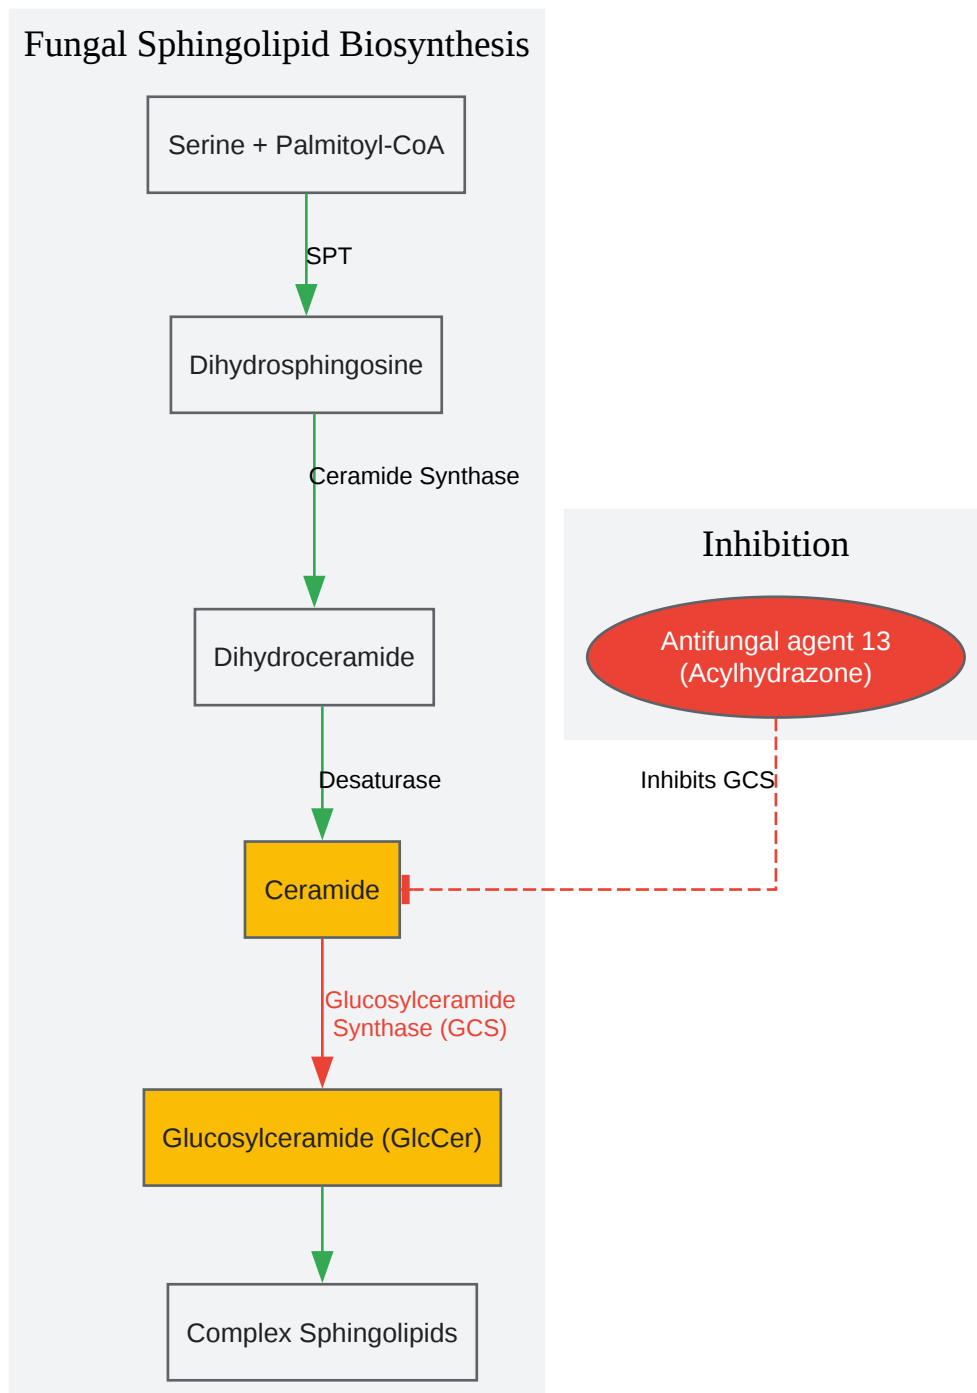 Fungal Sphingolipid Biosynthesis
Serine + Palmitoyl-CoA
SPT
Dihydrosphingosine
Ceramide Synthase
Inhibition
Antifungal agent 13
(Acylhydrazone)
Dihydroceramide
Desaturase
Inhibits GCS
Ceramide
Glucosylceramide
Synthase (GCS)
Glucosylceramide (GlcCer)
Complex Sphingolipids